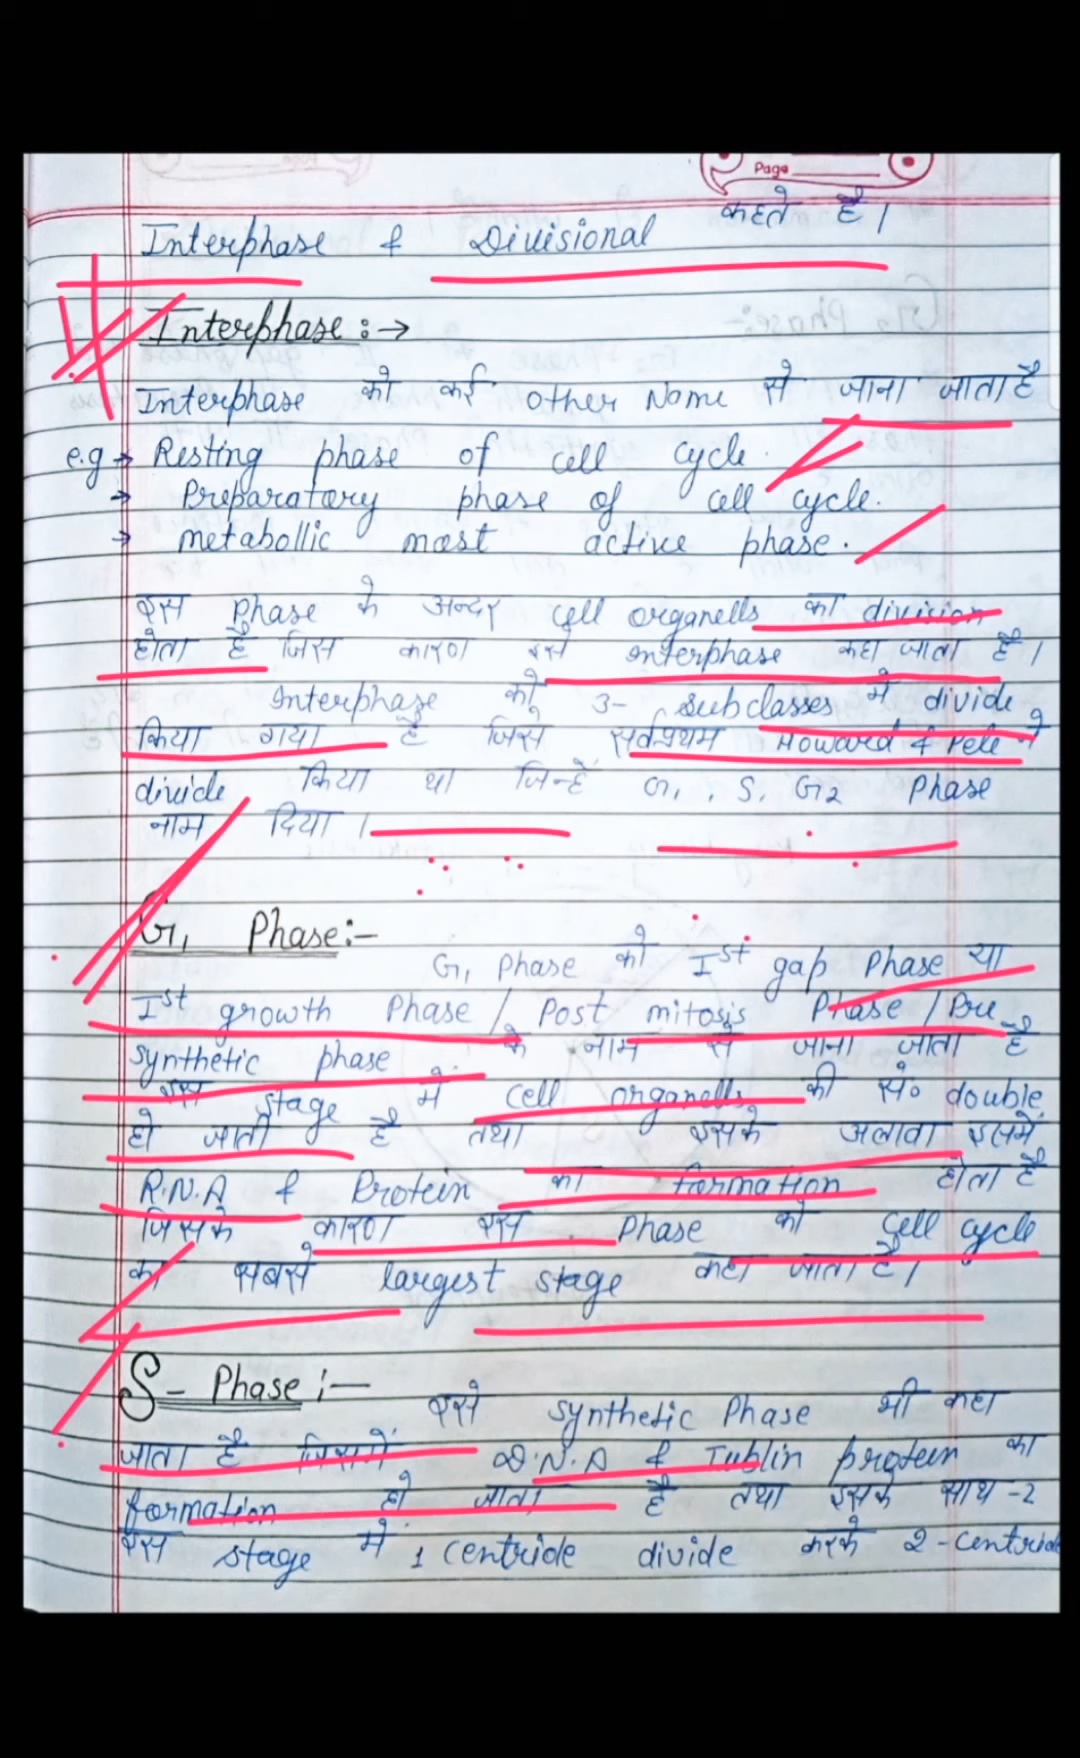 Page
Interphase & Divisional कहते है।
Interphase :→
Interphase को कई other Name से जाना जाता है
e.g → Resting phase of cell cycle.
→ Preparatory phase of cell cycle.
→ metabollic most active phase.
इस phase के अन्दर cell organells का division
होता है जिस कारण इसे interphase कहा जाता है।
Interphase को 3- subclasses में divide
किया गया है जिसे सर्वप्रथम Howard & Pele ने
divide किया था जिन्हें G1, S, G2 Phase
नाम दिया।
G1 Phase:-
G1 Phase को Ist gap Phase या
Ist growth Phase / Post mitosis Phase / Pre
synthetic phase के नाम से जाना जाता है
इस stage में cell organells की सं० double
हो जाती है तथा इसके अलावा इसमें
R.N.A & Protein का formation होता है
जिसके कारण इस phase को cell cycle
का सबसे largest stage कहा जाता है।
S- Phase :-
इसे synthetic Phase भी कहा
जाता है जिसमें D.N.A & Tublin protein का
formation हो जाता है तथा इसके साथ-2
इस stage में 1 centride divide करके 2-centride